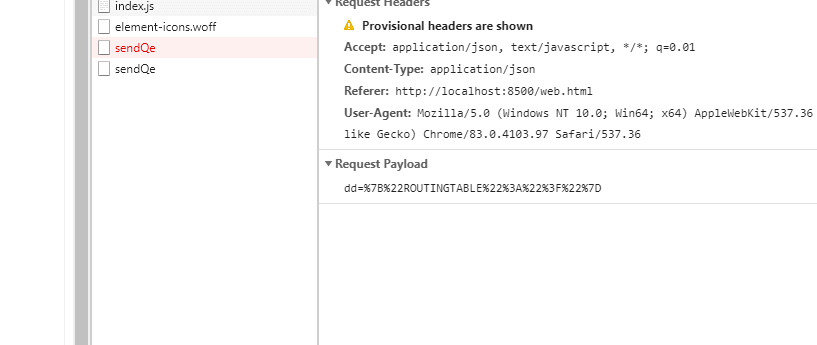 index.js
element-icons.woff
sendQe
sendQe
Request Headers
Provisional headers are shown
Accept: application/json, text/javascript, */*; q=0.01
Content-Type: application/json
Referer: http://localhost:8500/web.html
User-Agent: Mozilla/5.0 (Windows NT 10.0; Win64; x64) AppleWebKit/537.36
like Gecko) Chrome/83.0.4103.97 Safari/537.36
Request Payload
dd=%7B%22ROUTINGTABLE%22%3A%22%3F%22%7D